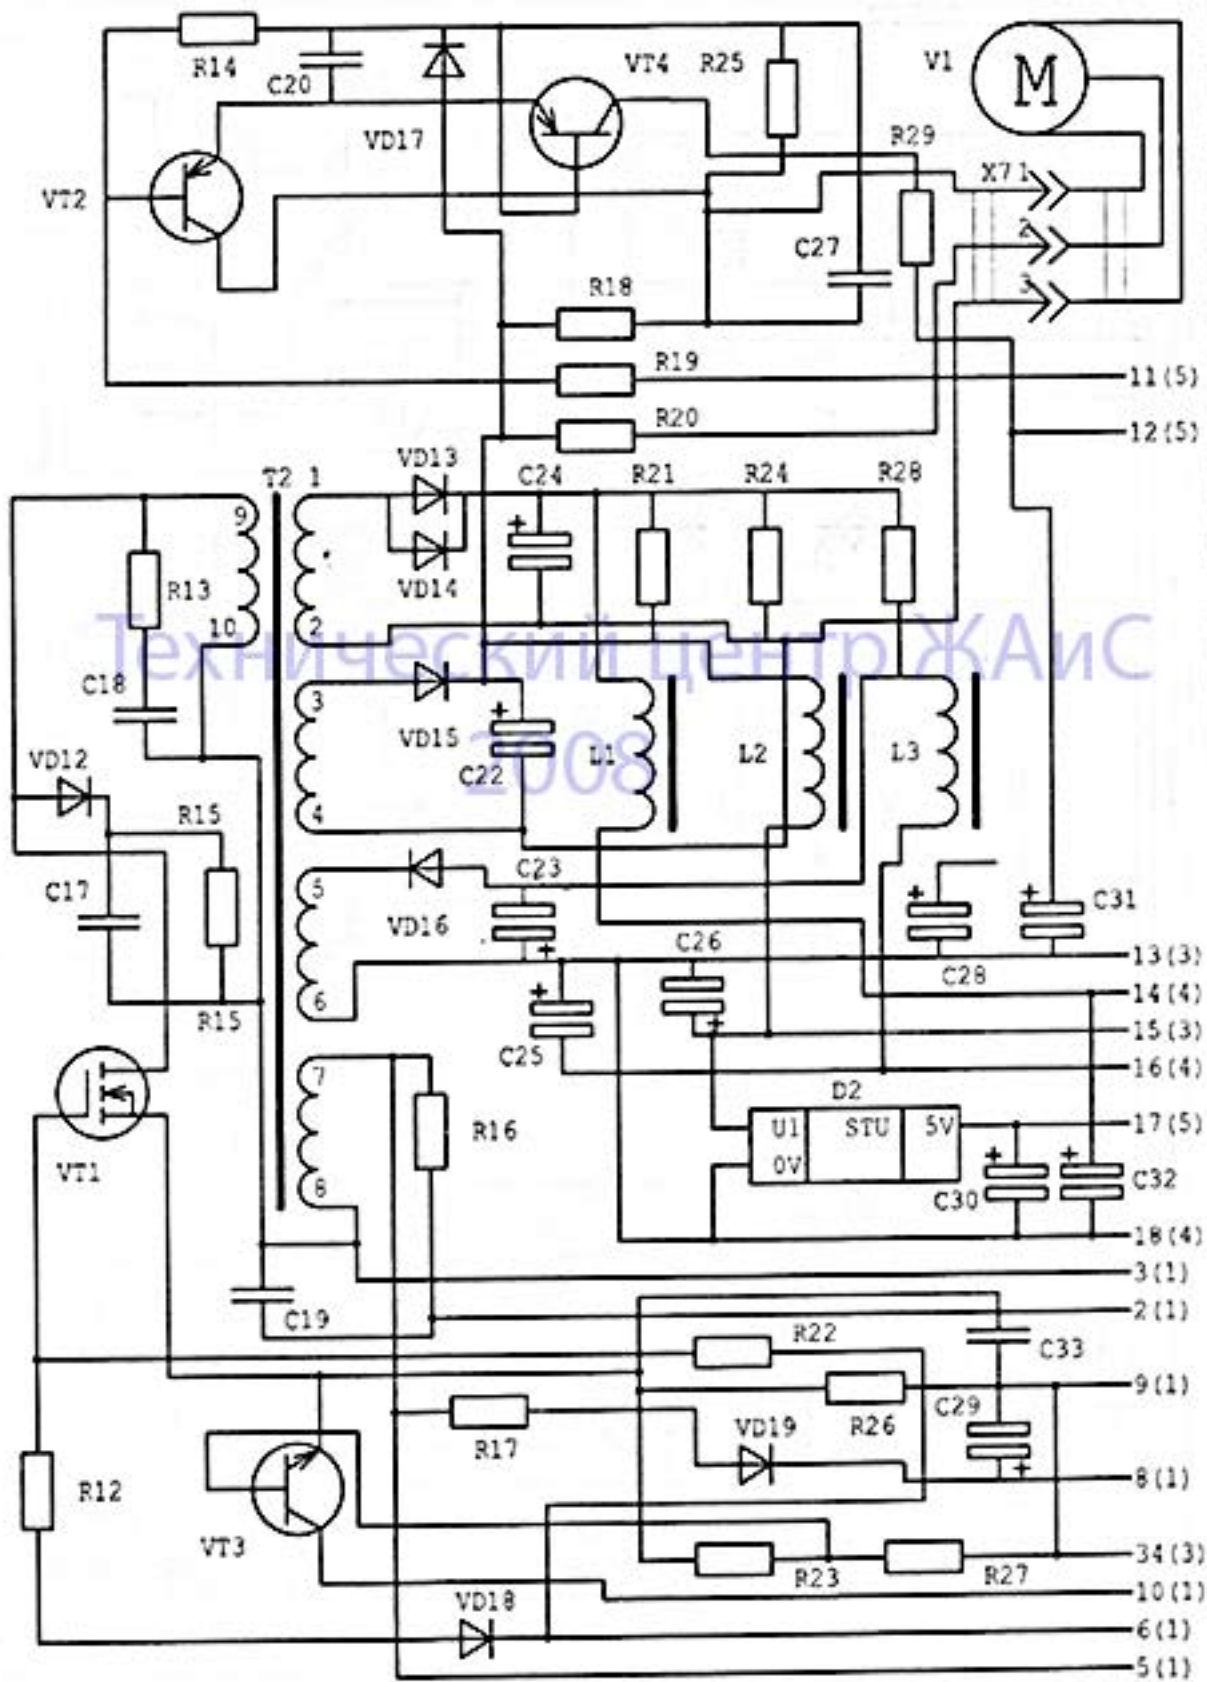 R14
C20
VD17
VT4
R25
V1
M
VT2
R29
X7 1
2
3
C27
R18
R19
11(5)
R20
12(5)
T2 1
VD13
C24
R21
R24
R28
9
+
R13
VD14
10
2
Технический центр ЖАиС
2008
C18
3
+
VD15
C22
L1
L2
L3
VD12
R15
4
C17
5
C23
+
+
C31
VD16
+
C26
13(3)
6
+
C28
14(4)
R15
C25
+
15(3)
16(4)
7
D2
R16
U1
STU
5V
17(5)
0V
+
+
VT1
8
C30
C32
18(4)
3(1)
C19
2(1)
R22
C33
9(1)
R17
VD19
R26
C29
+
8(1)
R12
VT3
34(3)
R23
R27
10(1)
VD18
6(1)
5(1)